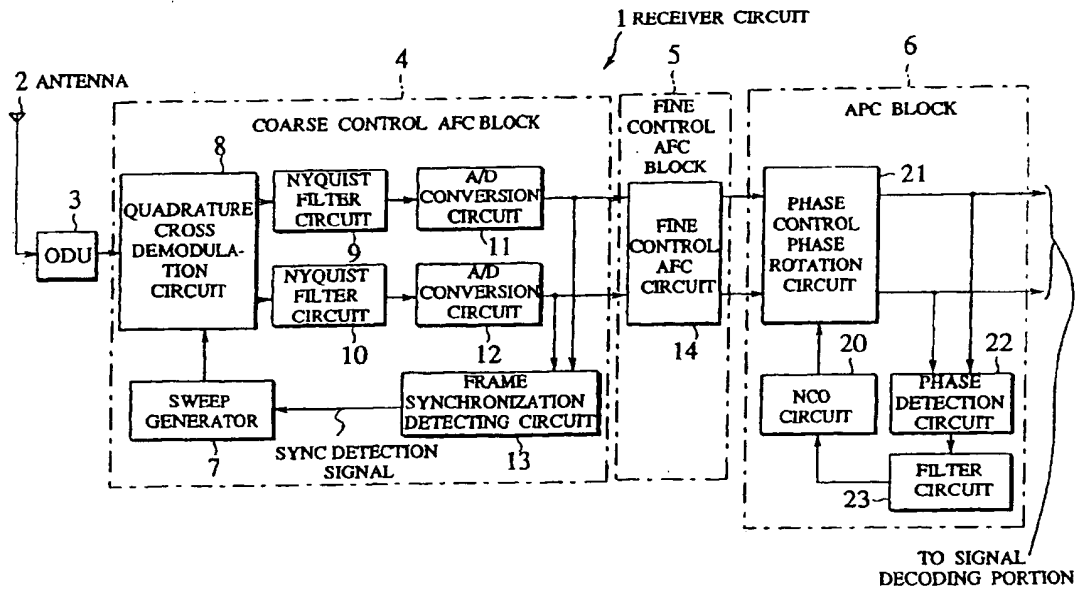 1 RECEIVER CIRCUIT
2 ANTENNA
3
ODU
4
COARSE CONTROL AFC BLOCK
8
QUADRATURE
CROSS
DEMODULA-
TION
CIRCUIT
NYQUIST
FILTER
CIRCUIT
9
A/D
CONVERSION
CIRCUIT
11
NYQUIST
FILTER
CIRCUIT
10
A/D
CONVERSION
CIRCUIT
12
SWEEP
GENERATOR
7
SYNC DETECTION
SIGNAL
FRAME
SYNCHRONIZATION
DETECTING CIRCUIT
13
5
FINE
CONTROL
AFC
BLOCK
FINE
CONTROL
AFC
CIRCUIT
14
6
APC BLOCK
21
PHASE
CONTROL
PHASE
ROTATION
CIRCUIT
20
NCO
CIRCUIT
22
PHASE
DETECTION
CIRCUIT
FILTER
CIRCUIT
23
TO SIGNAL
DECODING PORTION